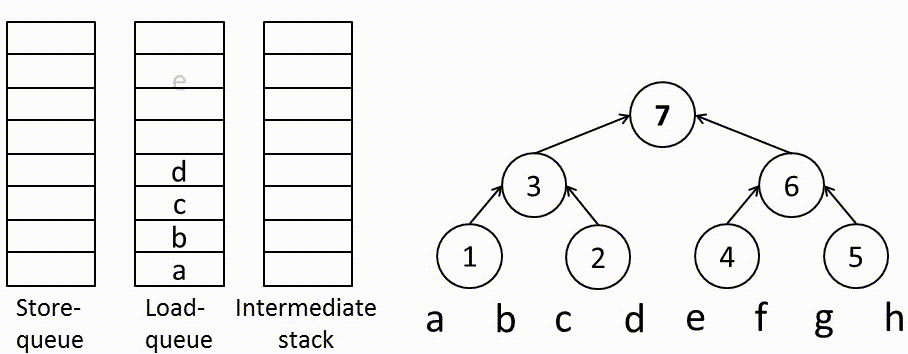 e
d
c
b
a
Store-
queue
Load-
queue
Intermediate
stack
7
3
6
1
2
4
5
a b c d e f g h